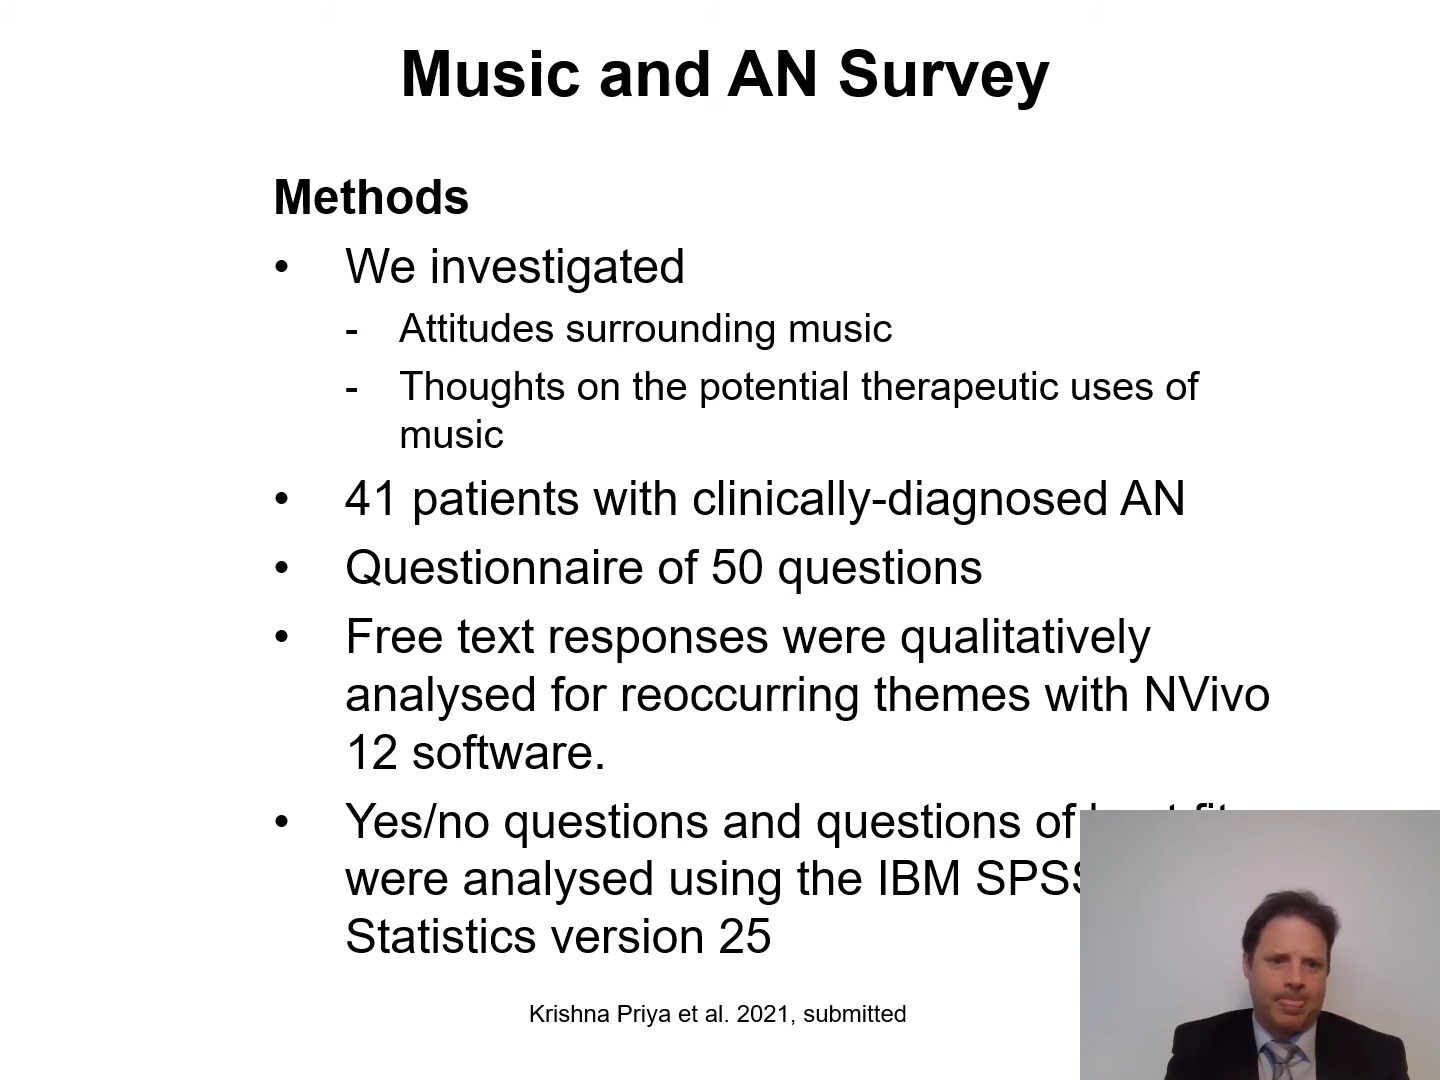 Music and AN Survey
Methods
• We investigated
- Attitudes surrounding music
- Thoughts on the potential therapeutic uses of
music
• 41 patients with clinically-diagnosed AN
• Questionnaire of 50 questions
• Free text responses were qualitatively
analysed for reoccurring themes with NVivo
12 software.
• Yes/no questions and questions of
were analysed using the IBM SPSS
Statistics version 25
Krishna Priya et al. 2021, submitted